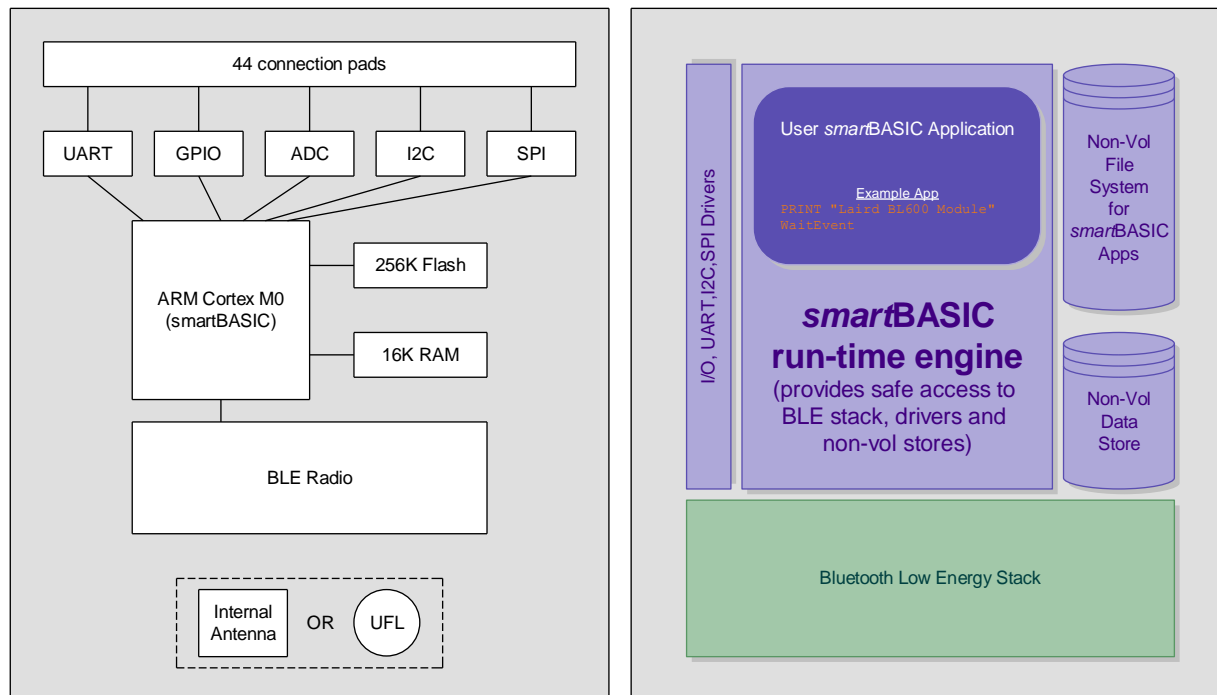 44 connection pads
UART
GPIO
ADC
I2C
SPI
ARM Cortex M0
(smartBASIC)
256K Flash
16K RAM
BLE Radio
Internal
Antenna
OR
UFL
I/O, UART,I2C,SPI Drivers
User smartBASIC Application
Example App
PRINT "Laird BL600 Module"
WaitEvent
smartBASIC
run-time engine
(provides safe access to
BLE stack, drivers and
non-vol stores)
Non-Vol
File
System
for
smartBASIC
Apps
Non-Vol
Data
Store
Bluetooth Low Energy Stack